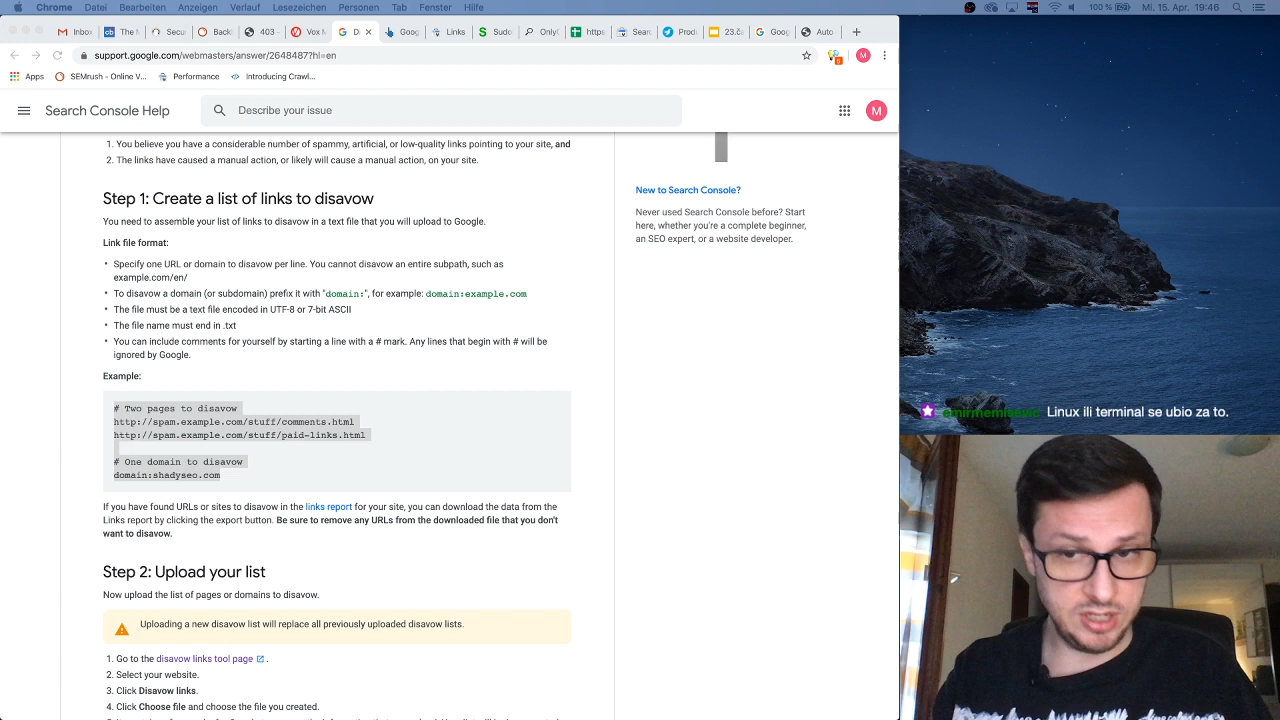 Chrome Datei Bearbeiten Anzeigen Verlauf Lesezeichen Personen Tab Fenster Hilfe 100 % Mi. 15. Apr. 19:46
Inbox The M Secu Back 403 - Vox M Di Goog Links Sudo Only https Sear Prod Goog Auto
support.google.com/webmasters/answer/2648487?hl=en M
Apps SEMrush - Online V... Performance Introducing Crawl...
Search Console Help Describe your issue M
1. You believe you have a considerable number of spammy, artificial, or low-quality links pointing to your site, and
2. The links have caused a manual action, or likely will cause a manual action, on your site.
Step 1: Create a list of links to disavow
You need to assemble your list of links to disavow in a text file that you will upload to Google.
Link file format:
• Specify one URL or domain to disavow per line. You cannot disavow an entire subpath, such as
example.com/en/
• To disavow a domain (or subdomain) prefix it with "domain:", for example: domain:example.com
• The file must be a text file encoded in UTF-8 or 7-bit ASCII
• The file name must end in .txt
• You can include comments for yourself by starting a line with a # mark. Any lines that begin with # will be
ignored by Google.
Example:
# Two pages to disavow
http://spam.example.com/stuff/comments.html
http://spam.example.com/stuff/paid-links.html
# One domain to disavow
domain:shadyseo.com
If you have found URLs or sites to disavow in the links report for your site, you can download the data from the
Links report by clicking the export button. Be sure to remove any URLs from the downloaded file that you don't
want to disavow.
Step 2: Upload your list
Now upload the list of pages or domains to disavow.
Uploading a new disavow list will replace all previously uploaded disavow lists.
1. Go to the disavow links tool page.
2. Select your website.
3. Click Disavow links.
4. Click Choose file and choose the file you created.
New to Search Console?
Never used Search Console before? Start
here, whether you're a complete beginner,
an SEO expert, or a website developer.
emirmemisevic Linux ili terminal se ubio za to.